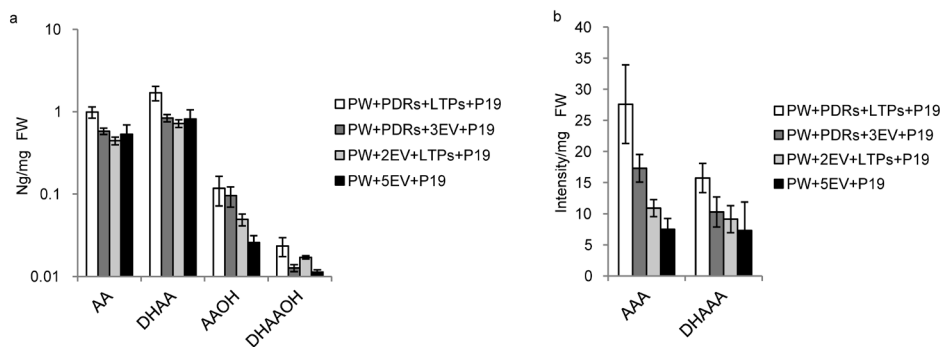 a
Ng/mg FW
10
1
0.1
0.01
AA
DHAA
AAOH
DHAAOH
PW+PDRs+LTPs+P19
PW+PDRs+3EV+P19
PW+2EV+LTPs+P19
PW+5EV+P19
b
Intensity/mg FW
40
35
30
25
20
15
10
5
0
AAA
DHAAA
PW+PDRs+LTPs+P19
PW+PDRs+3EV+P19
PW+2EV+LTPs+P19
PW+5EV+P19